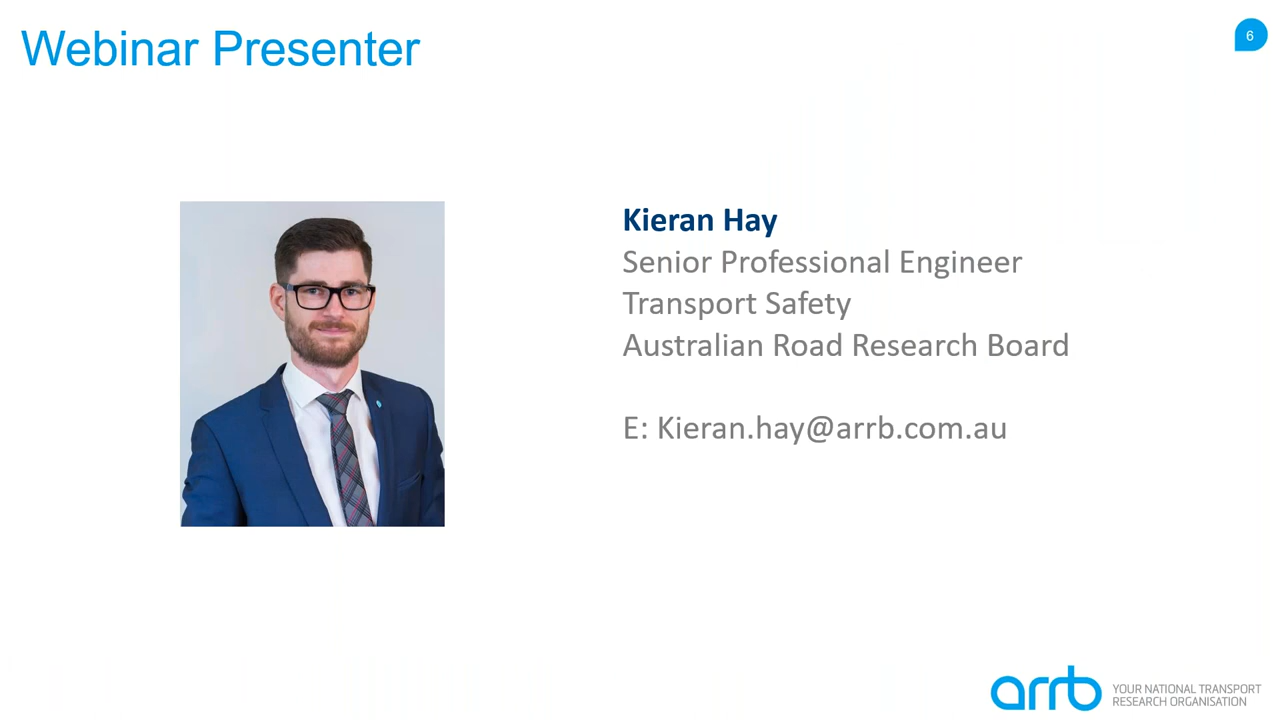 Webinar Presenter
6
Kieran Hay
Senior Professional Engineer
Transport Safety
Australian Road Research Board
E: Kieran.hay@arrb.com.au
arrb
YOUR NATIONAL TRANSPORT
RESEARCH ORGANISATION